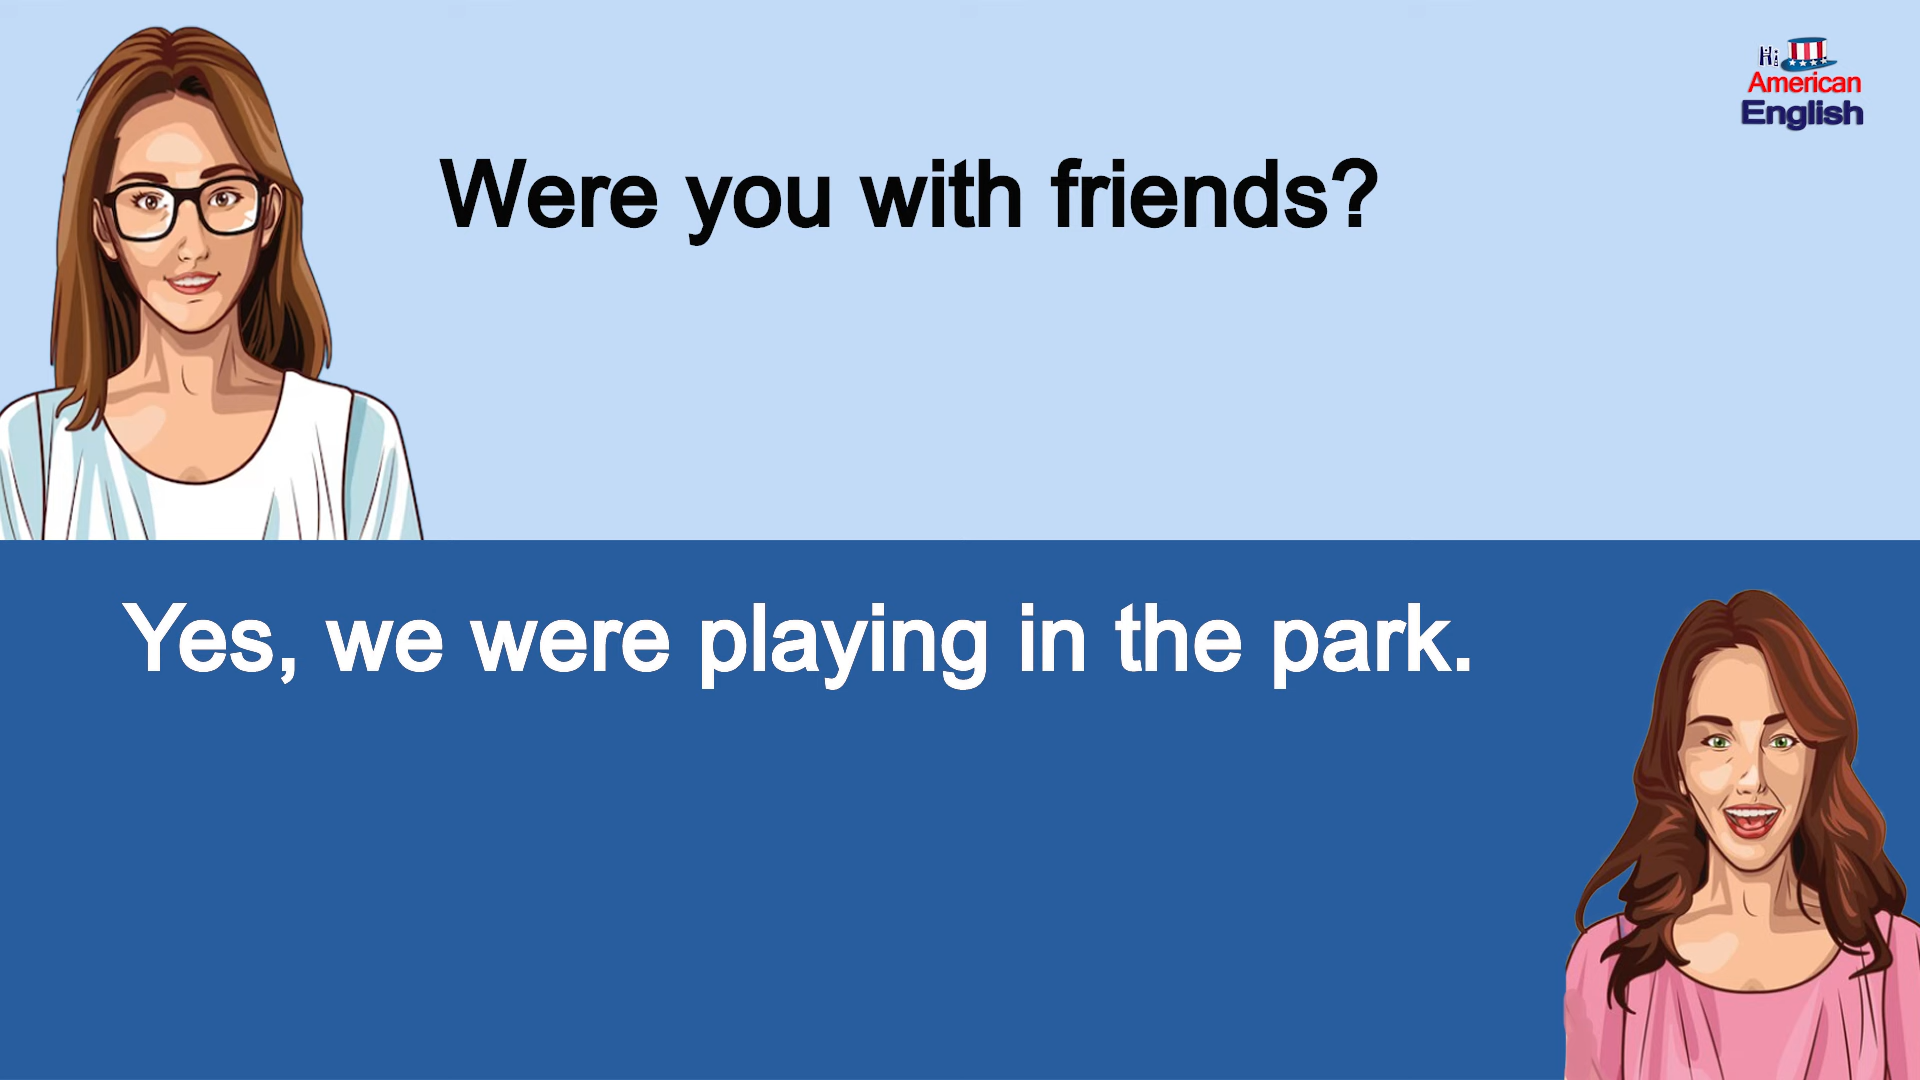 Hi
American
English
Were you with friends?
Yes, we were playing in the park.